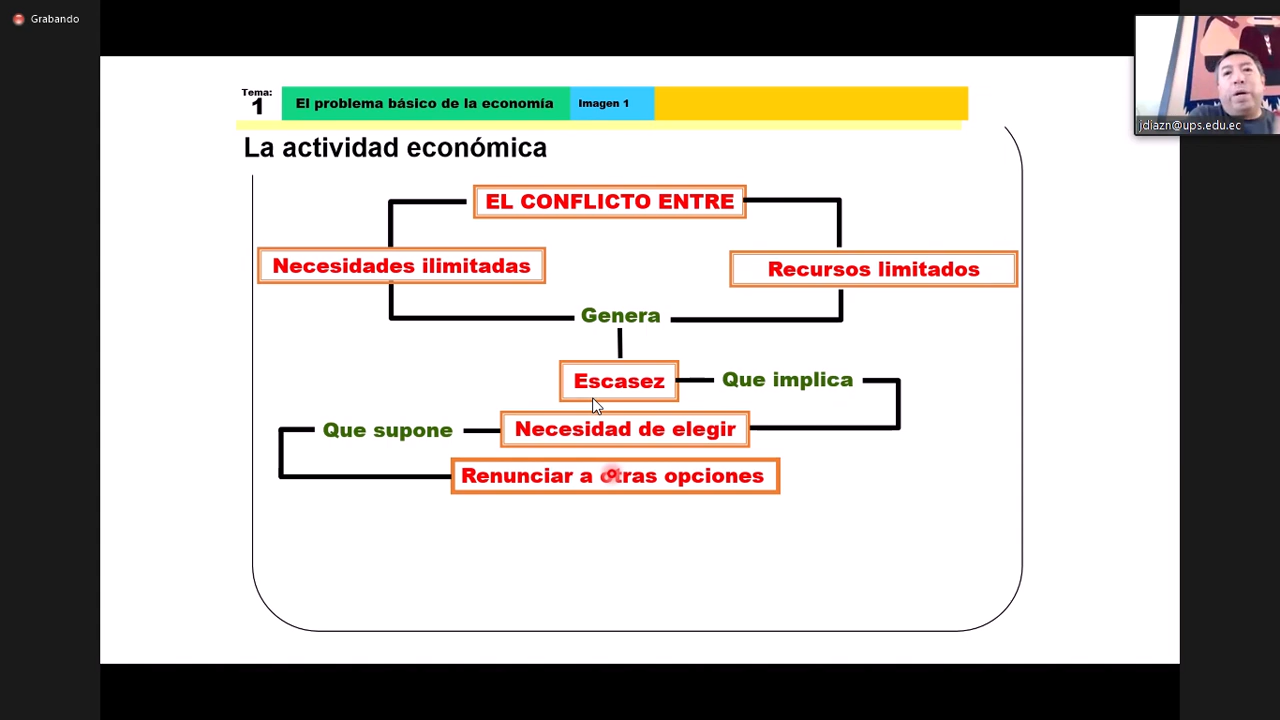 Grabando
jdiazn@ups.edu.ec
Tema:
1
El problema básico de la economía
Imagen 1
La actividad económica
EL CONFLICTO ENTRE
Necesidades ilimitadas
Recursos limitados
Genera
Escasez
Que implica
Que supone
Necesidad de elegir
Renunciar a otras opciones